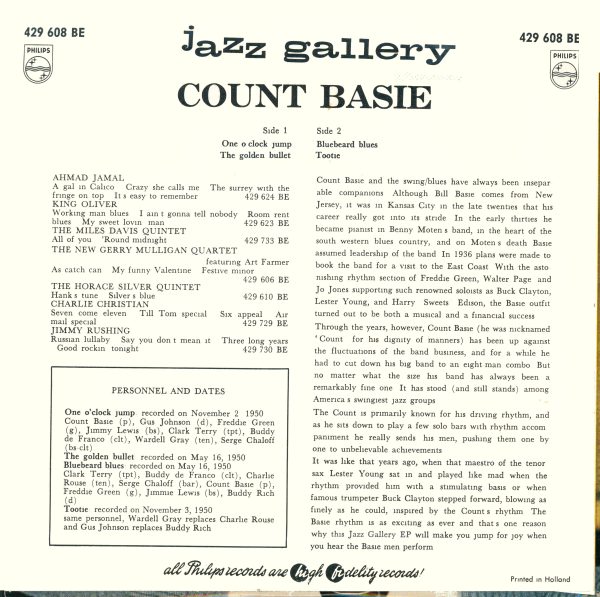 429 608 BE
jazz gallery
429 608 BE
PHILIPS
PHILIPS
COUNT BASIE
Side 1
One o clock jump
The golden bullet
Side 2
Bluebeard blues
Tootie
AHMAD JAMAL
A gal in Calico Crazy she calls me The surrey with the
fringe on top It s easy to remember 429 624 BE
KING OLIVER
Working man blues I ain t gonna tell nobody Room rent
blues My sweet lovin man 429 623 BE
THE MILES DAVIS QUINTET
All of you 'Round midnight 429 733 BE
THE NEW GERRY MULLIGAN QUARTET
featuring Art Farmer
As catch can My funny Valentine Festive minor
429 606 BE
THE HORACE SILVER QUINTET
Hank s tune Silver s blue 429 610 BE
CHARLIE CHRISTIAN
Seven come eleven Till Tom special Six appeal Air
mail special 429 729 BE
JIMMY RUSHING
Russian lullaby Say you don t mean it Three long years
Good rockin tonight 429 730 BE
PERSONNEL AND DATES
One o'clock jump recorded on November 2 1950
Count Basie (p), Gus Johnson (d), Freddie Green
(g), Jimmy Lewis (bs), Clark Terry (tpt), Buddy
de Franco (clt), Wardell Gray (ten), Serge Chaloff
(bs-clt)
The golden bullet recorded on May 16, 1950
Bluebeard blues recorded on May 16, 1950
Clark Terry (tpt), Buddy de Franco (clt), Charlie
Rouse (ten), Serge Chaloff (bar), Count Basie (p),
Freddie Green (g), Jimmie Lewis (bs), Buddy Rich
(d)
Tootie recorded on November 3, 1950
same personnel, Wardell Gray replaces Charlie Rouse
and Gus Johnson replaces Buddy Rich
Count Basie and the swing/blues have always been insepar
able companions Although Bill Basie comes from New
Jersey, it was in Kansas City in the late twenties that his
career really got into its stride In the early thirties he
became pianist in Benny Moten s band, in the heart of the
south western blues country, and on Moten s death Basie
assumed leadership of the band In 1936 plans were made to
book the band for a visit to the East Coast With the asto
nishing rhythm section of Freddie Green, Walter Page and
Jo Jones supporting such renowned soloists as Buck Clayton,
Lester Young, and Harry Sweets Edison, the Basie outfit
turned out to be both a musical and a financial success
Through the years, however, Count Basie (he was nicknamed
' Count for his dignity of manners) has been up against
the fluctuations of the band business, and for a while he
had to cut down his big band to an eight man combo But
no matter what the size his band has always been a
remarkably fine one It has stood (and still stands) among
America s swingiest jazz groups
The Count is primarily known for his driving rhythm, and
as he sits down to play a few solo bars with rhythm accom
paniment he really sends his men, pushing them one by
one to unbelievable achievements
It was like that years ago, when that maestro of the tenor
sax Lester Young sat in and played like mad when the
rhythm provided him with a stimulating basis or when
famous trumpeter Buck Clayton stepped forward, blowing as
finely as he could, inspired by the Count s rhythm The
Basie rhythm is as exciting as ever and that s one reason
why this Jazz Gallery EP will make you jump for joy when
you hear the Basie men perform
all Philips records are high fidelity records!
Printed in Holland